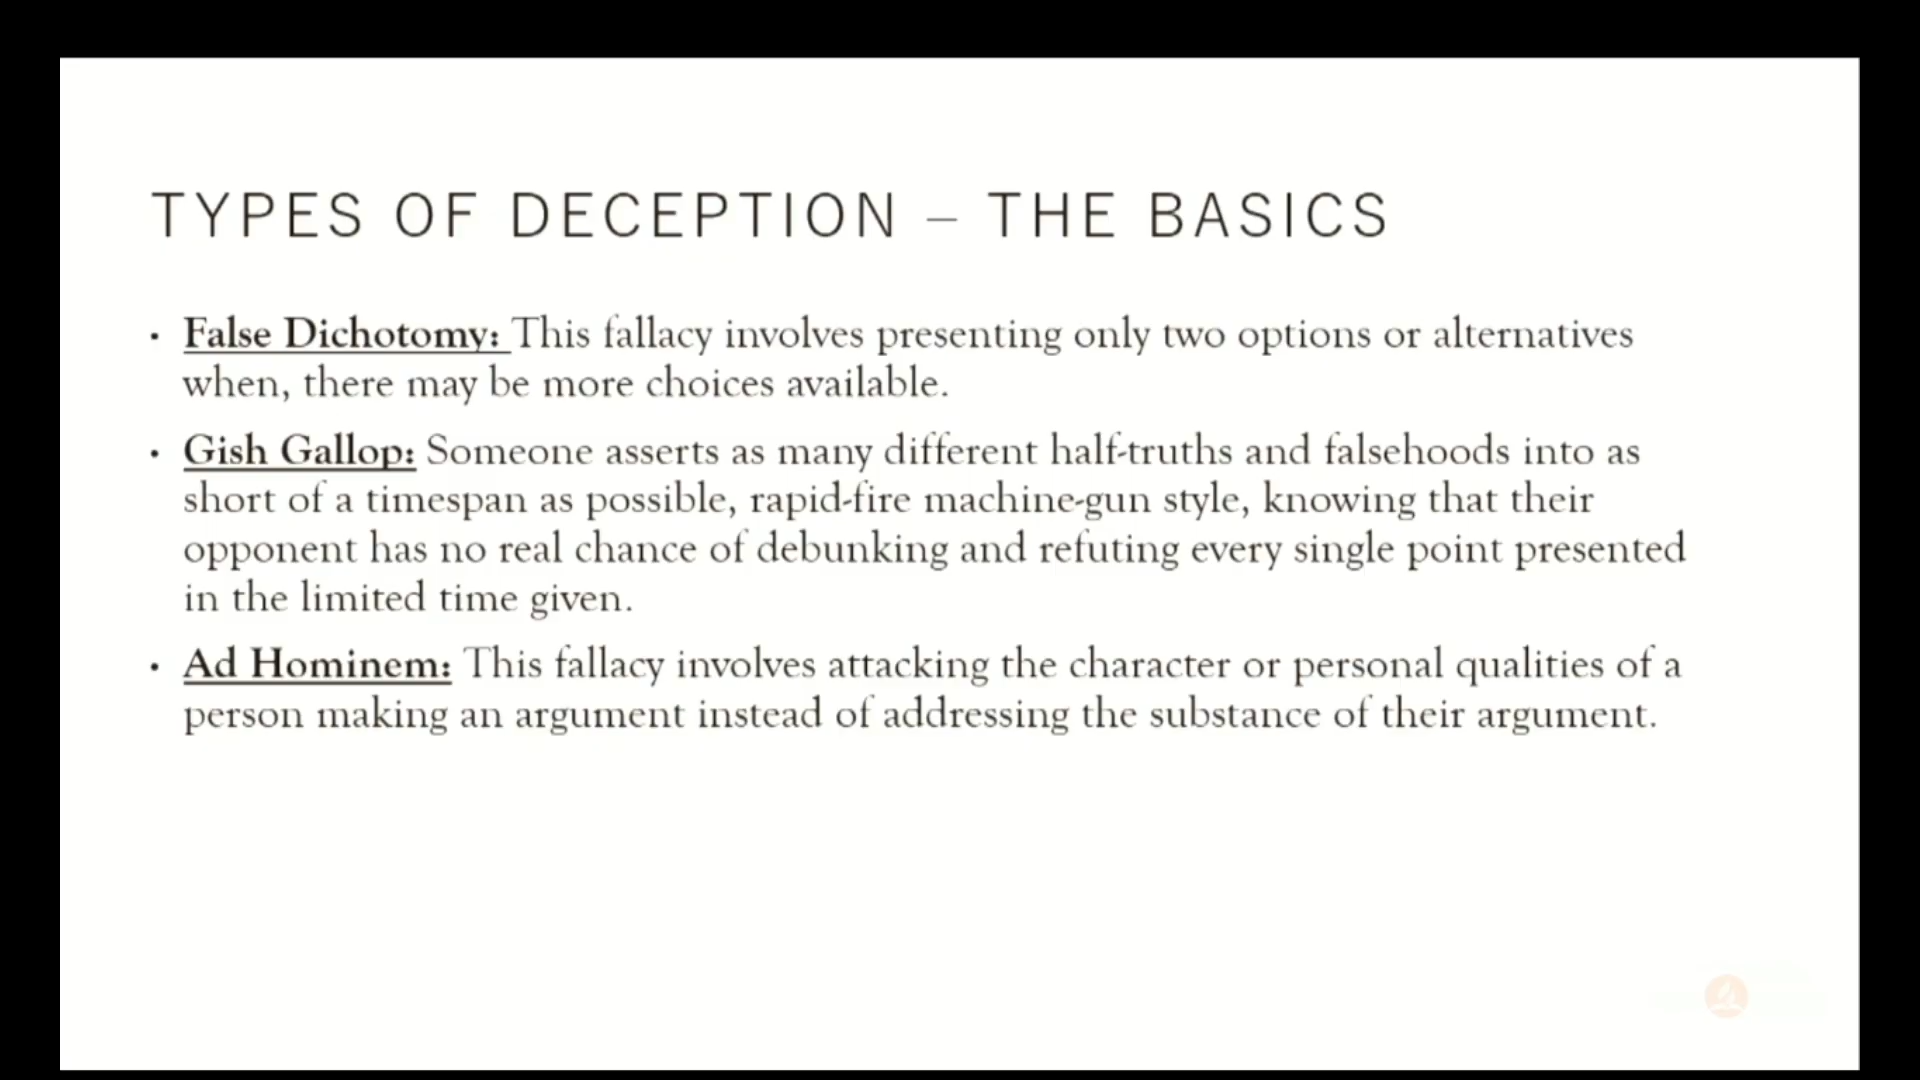 TYPES OF DECEPTION – THE BASICS
• False Dichotomy: This fallacy involves presenting only two options or alternatives
when, there may be more choices available.
• Gish Gallop: Someone asserts as many different half-truths and falsehoods into as
short of a timespan as possible, rapid-fire machine-gun style, knowing that their
opponent has no real chance of debunking and refuting every single point presented
in the limited time given.
• Ad Hominem: This fallacy involves attacking the character or personal qualities of a
person making an argument instead of addressing the substance of their argument.